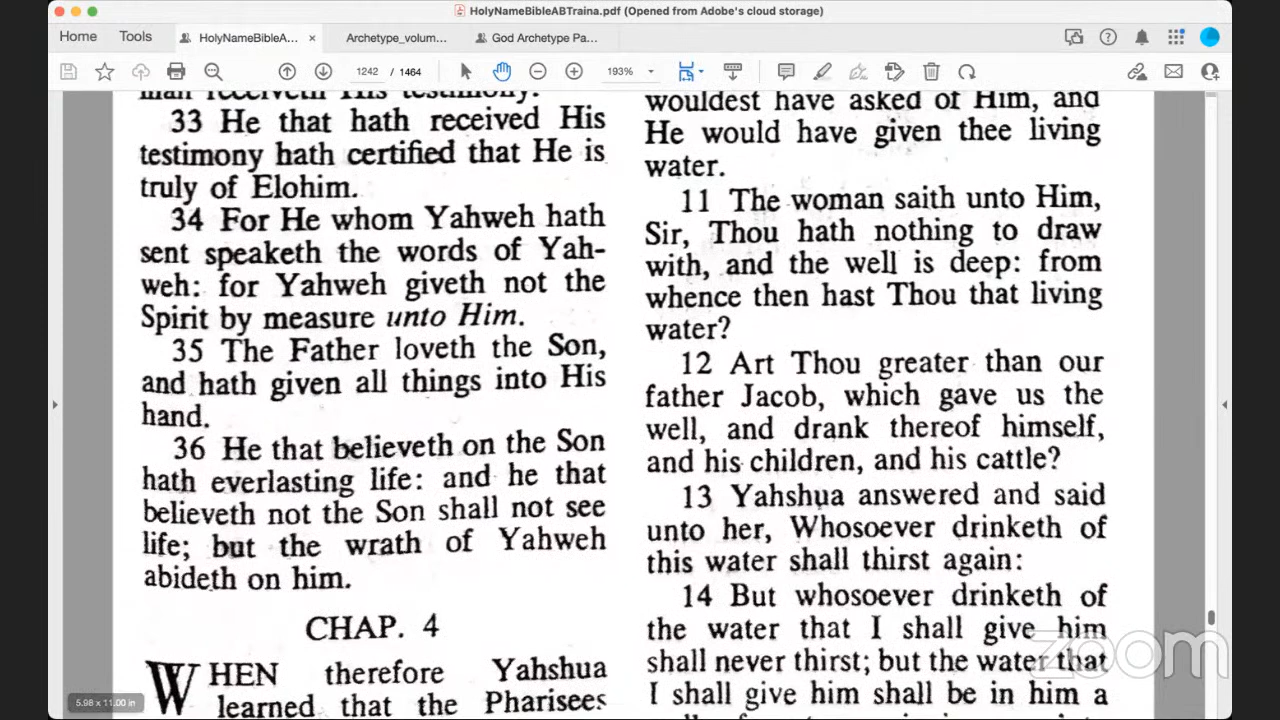 HolyNameBibleABTraina.pdf (Opened from Adobe's cloud storage)
Home
Tools
HolyNameBibleA...
Archetype_volum...
God Archetype Pa...
1242 / 1464
193%
man receiveth His testimony.
33 He that hath received His
testimony hath certified that He is
truly of Elohim.
34 For He whom Yahweh hath
sent speaketh the words of Yah-
weh: for Yahweh giveth not the
Spirit by measure unto Him.
35 The Father loveth the Son,
and hath given all things into His
hand.
36 He that believeth on the Son
hath everlasting life: and he that
believeth not the Son shall not see
life; but the wrath of Yahweh
abideth on him.
CHAP. 4
WHEN therefore Yahshua
learned that the Pharisees
wouldest have asked of Him, and
He would have given thee living
water.
11 The woman saith unto Him,
Sir, Thou hath nothing to draw
with, and the well is deep: from
whence then hast Thou that living
water?
12 Art Thou greater than our
father Jacob, which gave us the
well, and drank thereof himself,
and his children, and his cattle?
13 Yahshua answered and said
unto her, Whosoever drinketh of
this water shall thirst again:
14 But whosoever drinketh of
the water that I shall give him
shall never thirst; but the water that
I shall give him shall be in him a
5.98 x 11.00 in
zoom